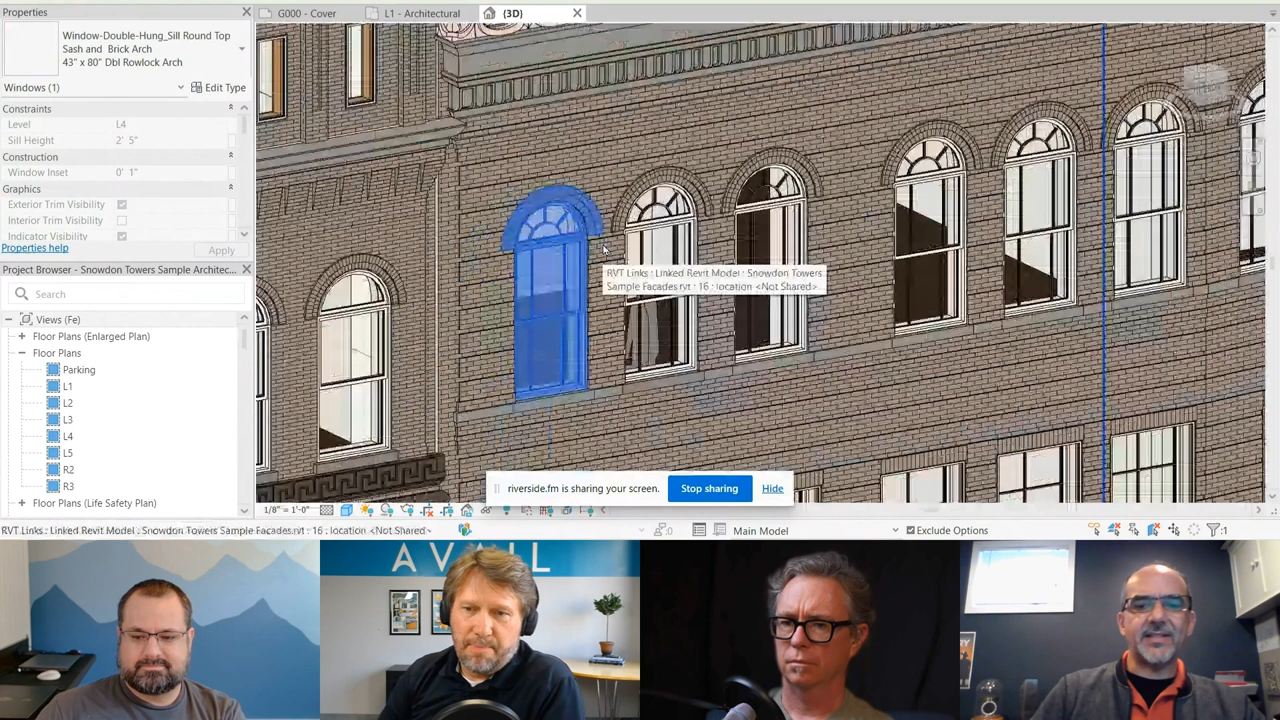 Properties
G000 - Cover
L1 - Architectural
{3D}
Window-Double-Hung_Sill Round Top
Sash and Brick Arch
43" x 80" Dbl Rowlock Arch
Windows (1)
Edit Type
Constraints
Level L4
Sill Height 2' 5"
Construction
Window Inset 0' 1"
Graphics
Exterior Trim Visibility
Interior Trim Visibility
Indicator Visibility
Properties help
Apply
Project Browser - Snowdon Towers Sample Architec...
Search
Views (Fe)
Floor Plans (Enlarged Plan)
Floor Plans
Parking
L1
L2
L3
L4
L5
R2
R3
Floor Plans (Life Safety Plan)
RVT Links : Linked Revit Model : Snowdon Towers
Sample Facades.rvt : 16 : location <Not Shared>
riverside.fm is sharing your screen.
Stop sharing
Hide
1/8" = 1'-0"
RVT Links : Linked Revit Model : Snowdon Towers Sample Facades.rvt : 16 : location <Not Shared>
:0
Main Model
Exclude Options
:1
AVAIL